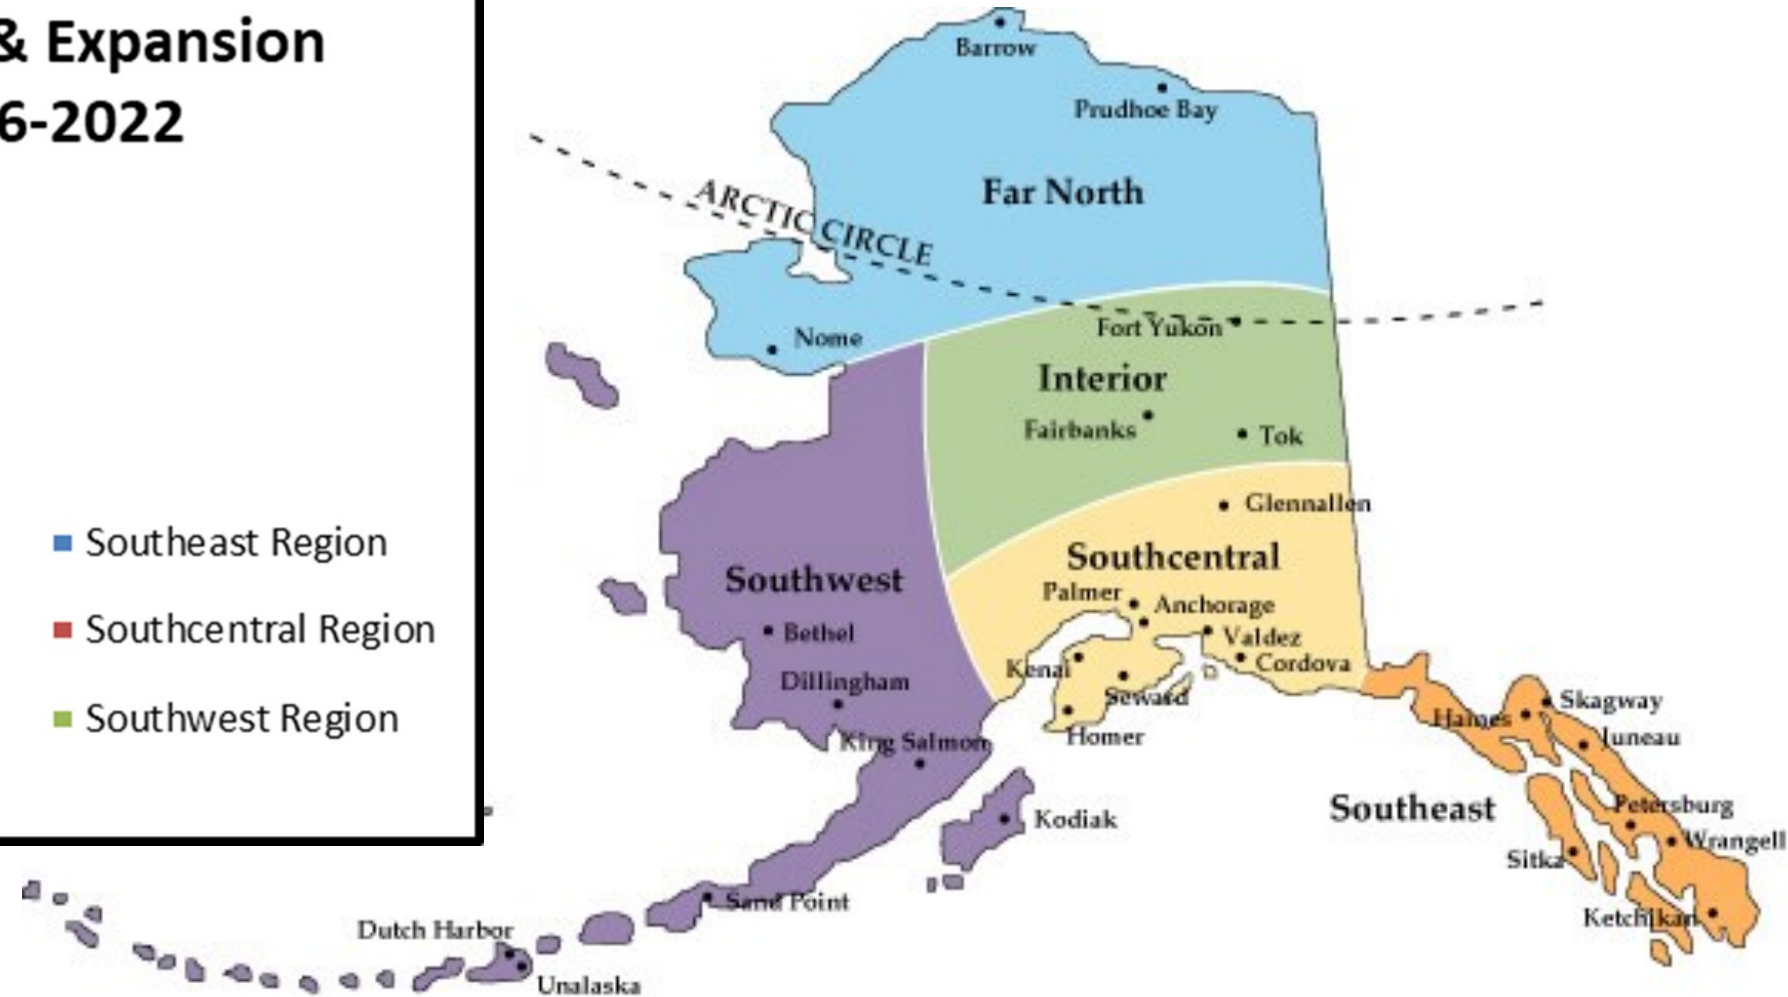 & Expansion
6-2022
Southeast Region
Southcentral Region
Southwest Region
Barrow
Prudhoe Bay
Far North
ARCTIC CIRCLE
Nome
Fort Yukon
Interior
Fairbanks
Tok
Glennallen
Southcentral
Palmer
Anchorage
Valdez
Cordova
Kenai
Seward
Homer
Southwest
Bethel
Dillingham
King Salmon
Kodiak
Sand Point
Dutch Harbor
Unalaska
Skagway
Haines
Juneau
Southeast
Petersburg
Wrangell
Sitka
Ketchikan